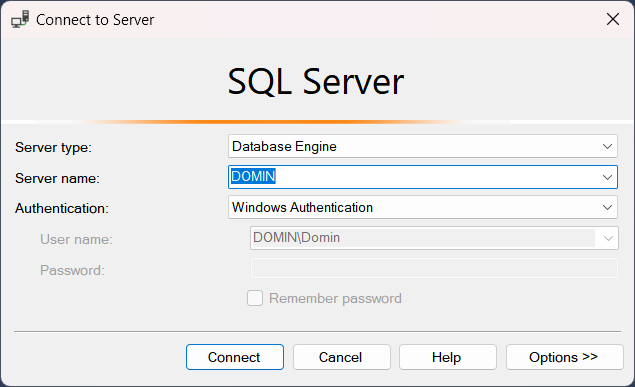 Connect to Server
SQL Server
Server type: Database Engine
Server name: DOMIN
Authentication: Windows Authentication
User name: DOMIN\Domin
Password:
Remember password
Connect Cancel Help Options >>